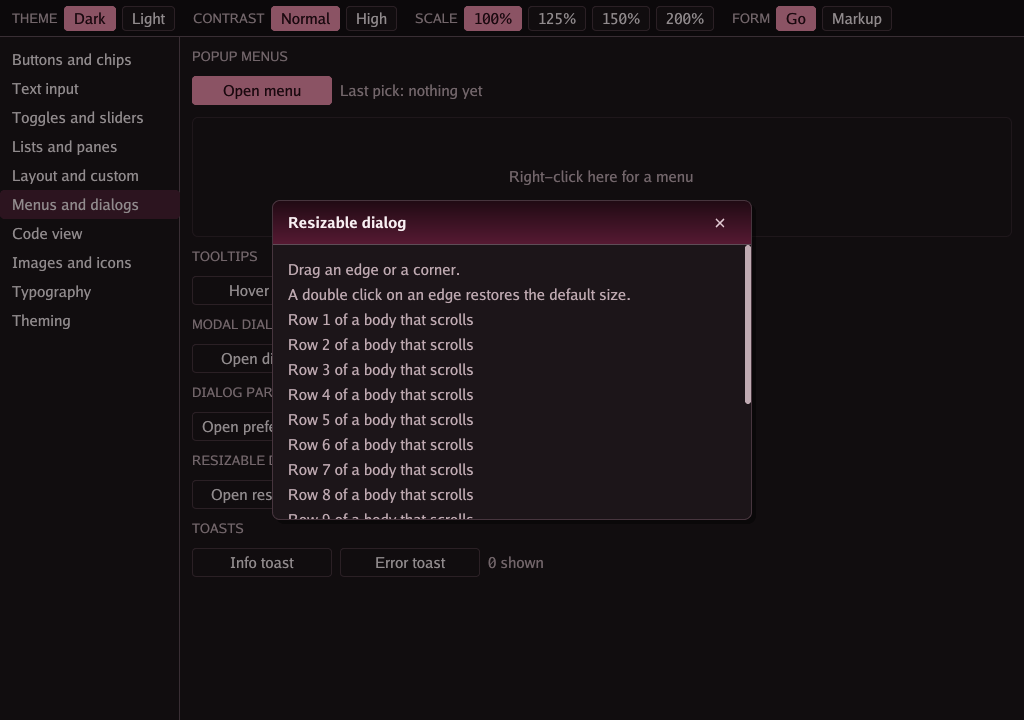 THEME Dark Light CONTRAST Normal High SCALE 100% 125% 150% 200% FORM Go Markup
Buttons and chips
Text input
Toggles and sliders
Lists and panes
Layout and custom
Menus and dialogs
Code view
Images and icons
Typography
Theming
POPUP MENUS
Open menu Last pick: nothing yet
Right-click here for a menu
TOOLTIPS
Hover
MODAL DIAL
Open di
DIALOG PAR
Open prefe
RESIZABLE D
Open res
TOASTS
Info toast Error toast 0 shown
Resizable dialog ×
Drag an edge or a corner.
A double click on an edge restores the default size.
Row 1 of a body that scrolls
Row 2 of a body that scrolls
Row 3 of a body that scrolls
Row 4 of a body that scrolls
Row 5 of a body that scrolls
Row 6 of a body that scrolls
Row 7 of a body that scrolls
Row 8 of a body that scrolls
Row 9 of a body that scrolls